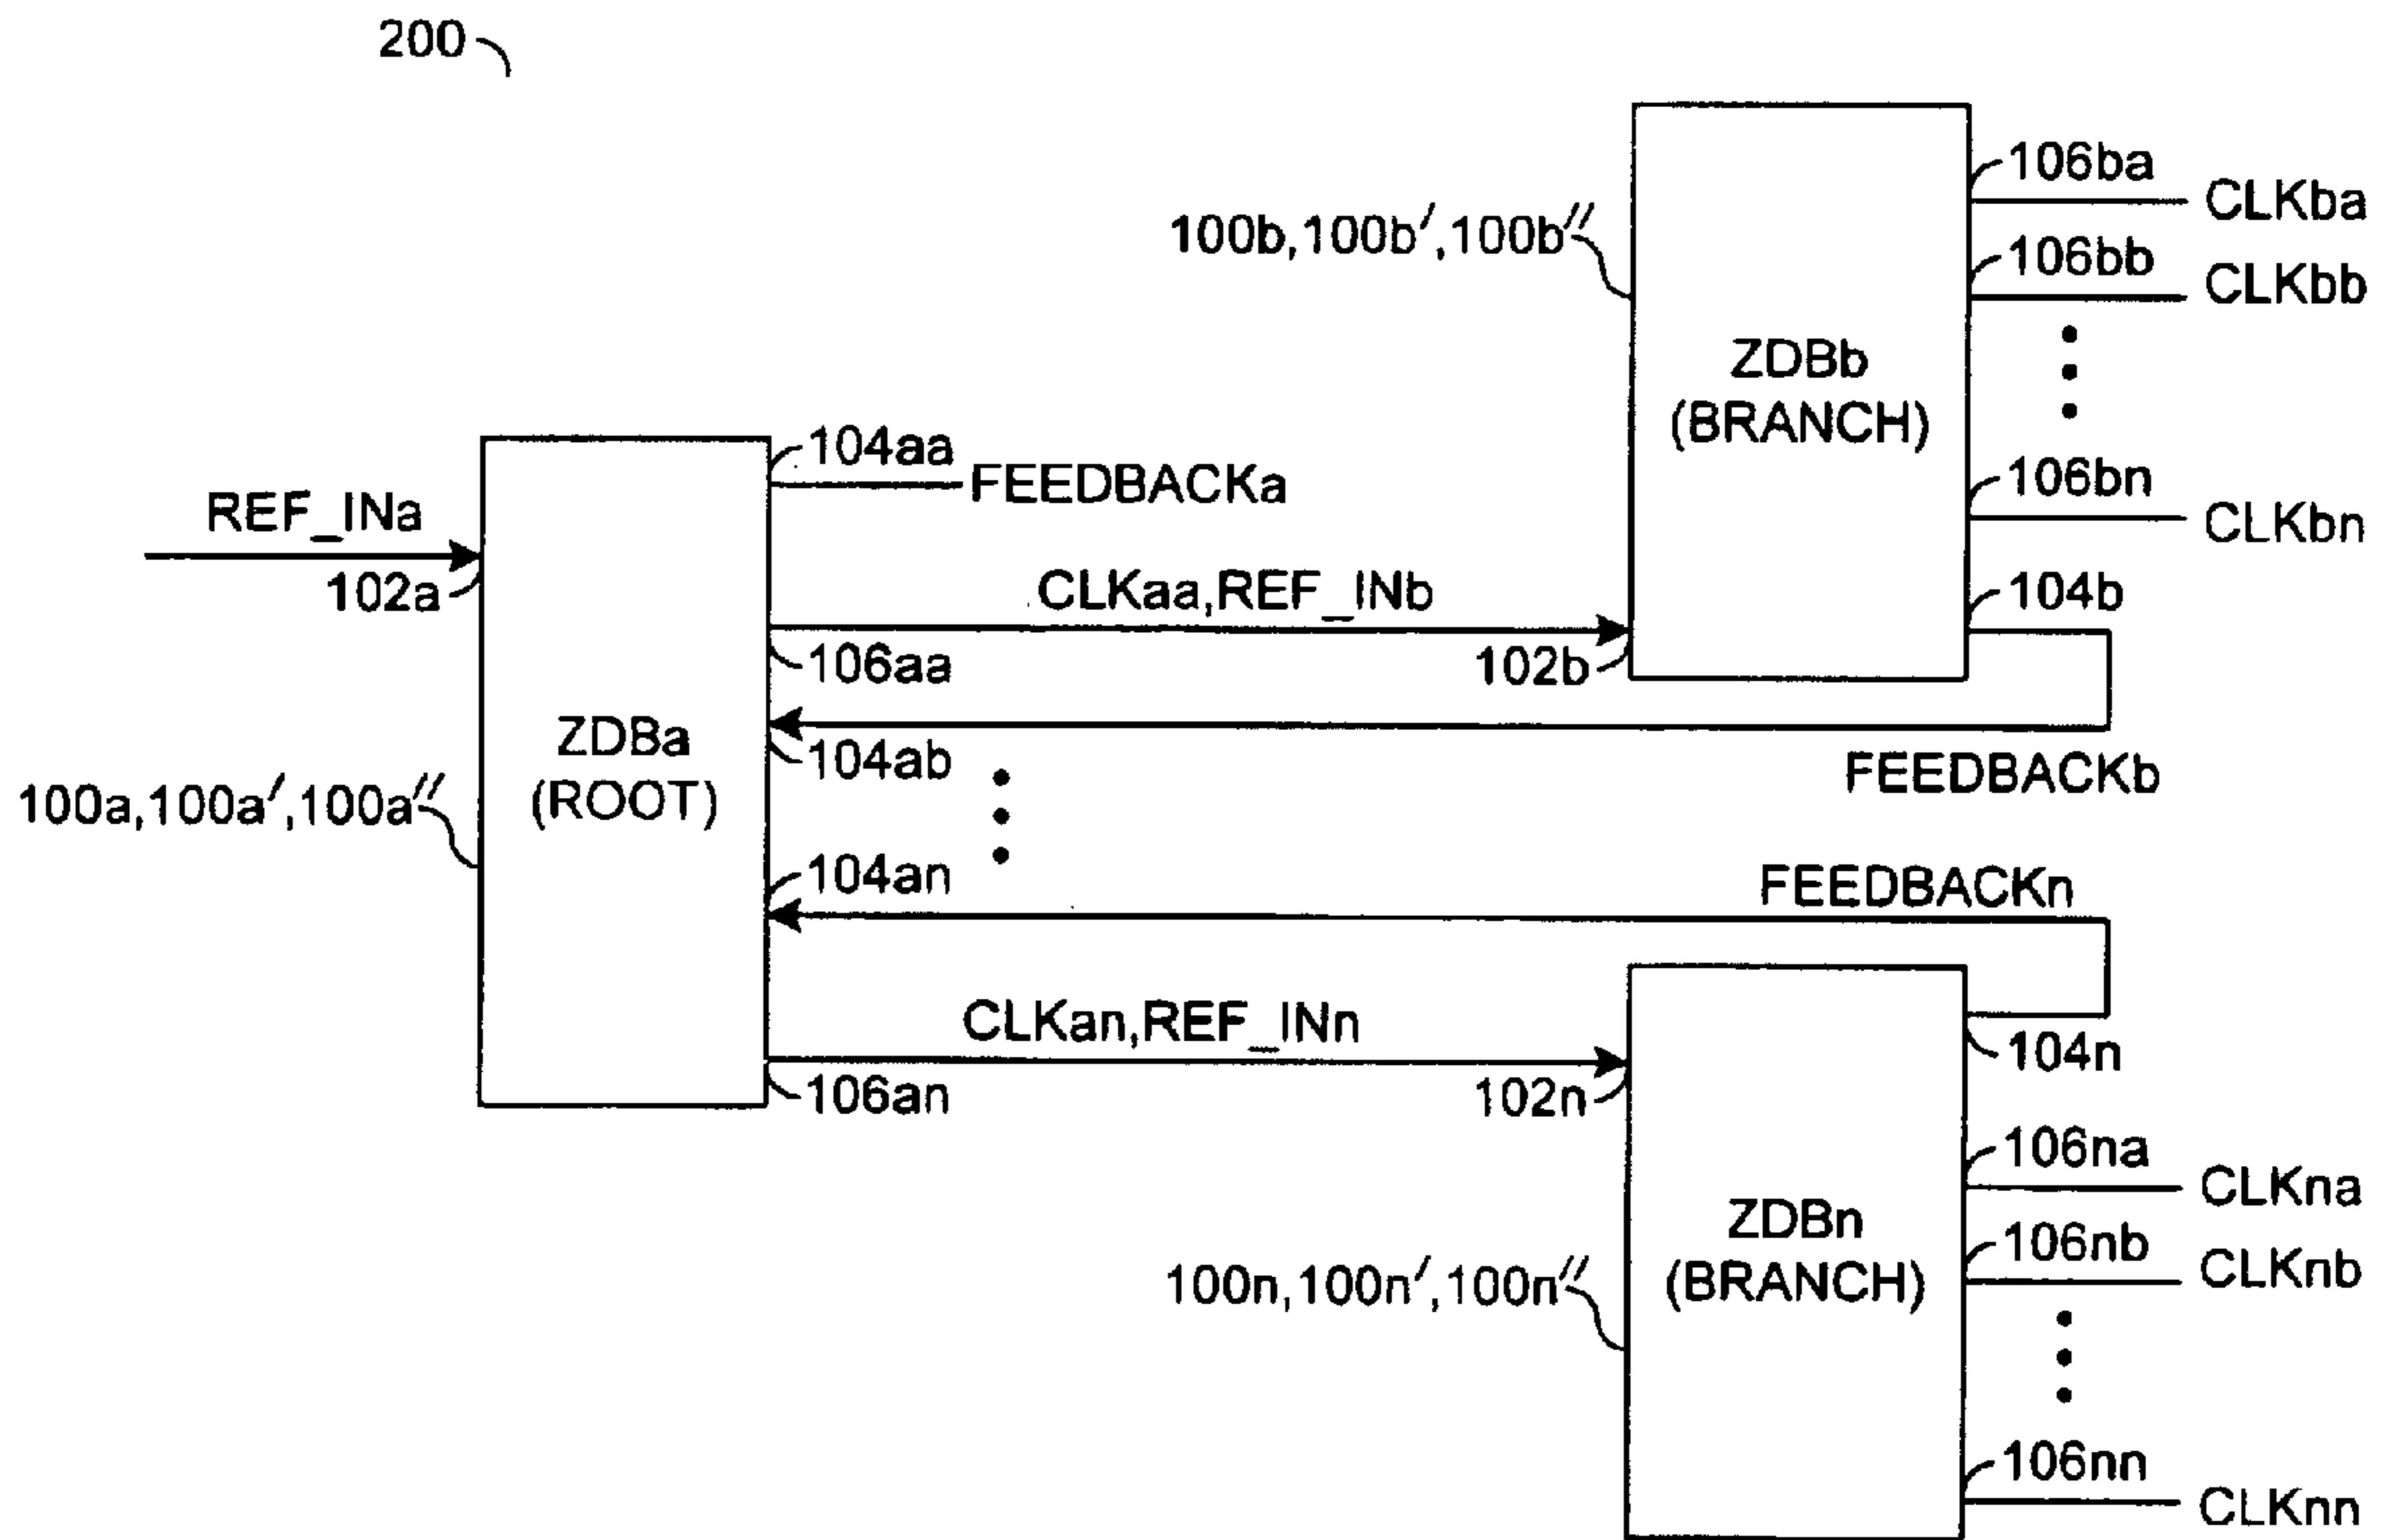 200
100b,100b′,100b″
ZDBb
(BRANCH)
106ba
CLKba
106bb
CLKbb
106bn
CLKbn
104b
REF_INa
102a
104aa
FEEDBACKa
CLKaa,REF_INb
106aa
102b
ZDBa
(ROOT)
100a,100a′,100a″
104ab
FEEDBACKb
104an
FEEDBACKn
CLKan,REF_INn
106an
102n
104n
100n,100n′,100n″
ZDBn
(BRANCH)
106na
CLKna
106nb
CLKnb
106nn
CLKnn